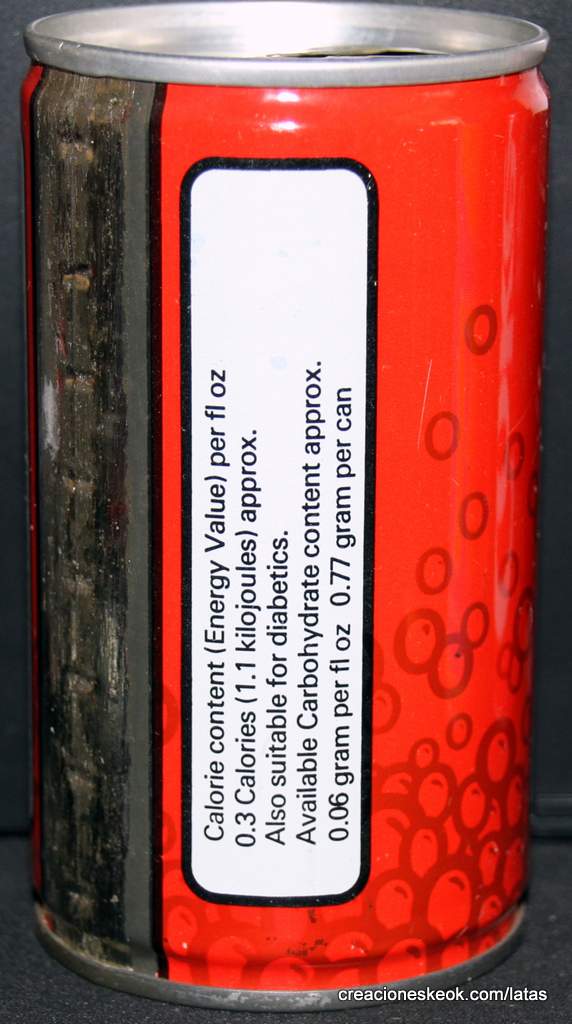 Calorie content (Energy Value) per fl oz
0.3 Calories (1.1 kilojoules) approx.
Also suitable for diabetics.
Available Carbohydrate content approx.
0.06 gram per fl oz 0.77 gram per can
creacioneskeok.com/latas